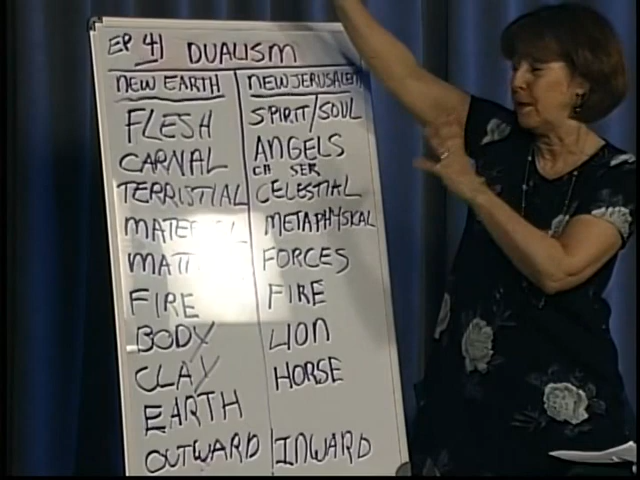 EP 41 DUALISM
NEW EARTH NEW JERUSALEM
FLESH SPIRIT/SOUL
CARNAL ANGELS
CH SER
TERRISTIAL CELESTIAL
METAPHYSKAL
FORCES
FIRE FIRE
BODY LION
CLAY HORSE
EARTH
OUTWARD INWARD